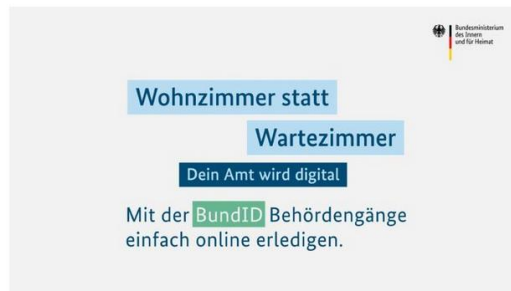 Bundesministerium
des Innern
und für Heimat
Wohnzimmer statt
Wartezimmer
Dein Amt wird digital
Mit der BundID Behördengänge
einfach online erledigen.